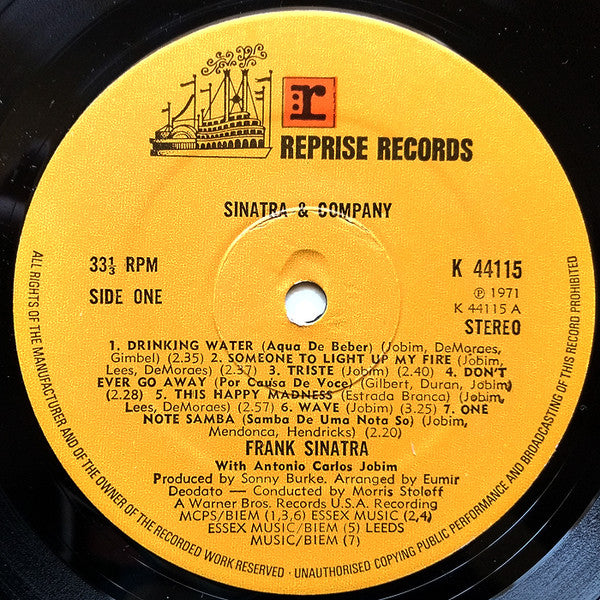 r:
REPRISE RECORDS
SINATRA & COMPANY
33⅓ RPM
K 44115
SIDE ONE
℗ 1971
K 44115 A
STEREO
1. DRINKING WATER (Aqua De Beber) (Jobim, DeMoraes,
Gimbel) (2.35) 2. SOMEONE TO LIGHT UP MY FIRE (Jobim,
Lees, DeMoraes) (2.37) 3. TRISTE (Jobim) (2.40) 4. DON'T
EVER GO AWAY (Por Causa De Voce) (Gilbert, Duran, Jobim)
(2.28) 5. THIS HAPPY MADNESS (Estrada Branca) (Jobim,
Lees, DeMoraes) (2.57) 6. WAVE (Jobim) (3.25) 7. ONE
NOTE SAMBA (Samba De Uma Nota So) (Jobim,
Mendonca, Hendricks) (2.20)
FRANK SINATRA
With Antonio Carlos Jobim
Produced by Sonny Burke. Arranged by Eumir
Deodato — Conducted by Morris Stoloff
A Warner Bros. Records U.S.A. Recording
MCPS/BIEM (1,3,6) ESSEX MUSIC (2,4)
ESSEX MUSIC/BIEM (5) LEEDS
MUSIC/BIEM (7)
ALL RIGHTS OF THE MANUFACTURER AND OF THE OWNER OF THE RECORDED WORK RESERVED · UNAUTHORISED COPYING PUBLIC PERFORMANCE AND BROADCASTING OF THIS RECORD PROHIBITED